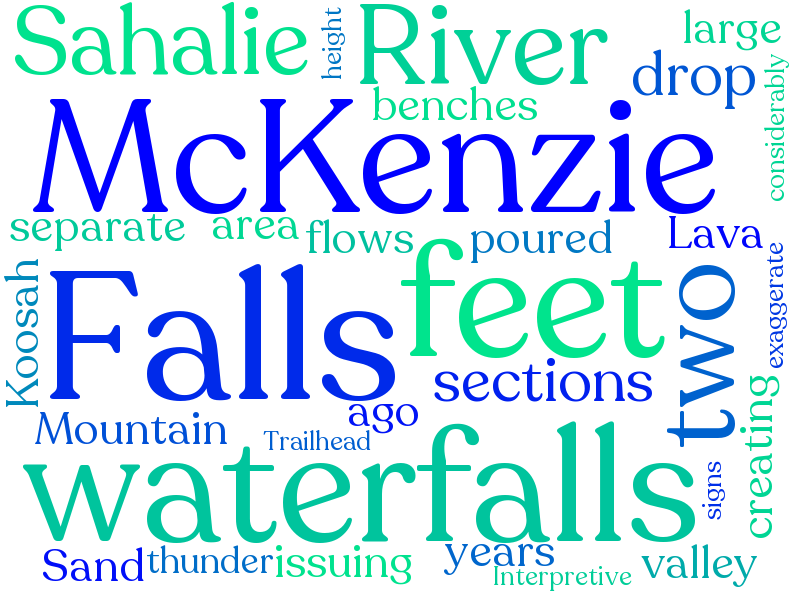 Sahalie
height
River
large
drop
considerably
benches
McKenzie
separate
area
flows
poured
Lava
Koosah
Falls
feet
two
exaggerate
sections
Mountain
ago
Trailhead
creating
waterfalls
signs
Sand
thunder
issuing
years
Interpretive
valley